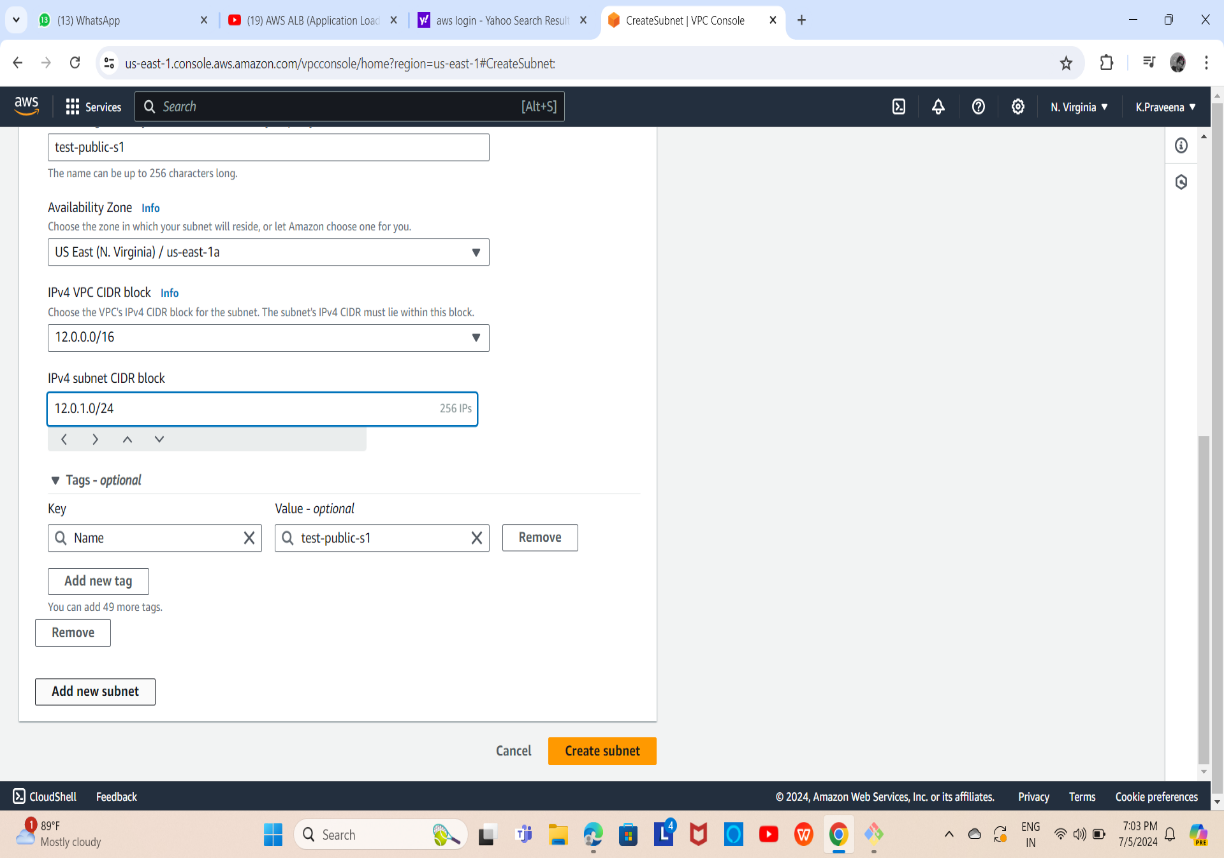 (13) WhatsApp
(19) AWS ALB (Application Load
aws login - Yahoo Search Result
CreateSubnet | VPC Console
us-east-1.console.aws.amazon.com/vpcconsole/home?region=us-east-1#CreateSubnet:
aws
Services
Search
[Alt+S]
N. Virginia ▼
K.Praveena ▼
test-public-s1
The name can be up to 256 characters long.
Availability Zone Info
Choose the zone in which your subnet will reside, or let Amazon choose one for you.
US East (N. Virginia) / us-east-1a
IPv4 VPC CIDR block Info
Choose the VPC's IPv4 CIDR block for the subnet. The subnet's IPv4 CIDR must lie within this block.
12.0.0.0/16
IPv4 subnet CIDR block
12.0.1.0/24 256 IPs
▼ Tags - optional
Key Value - optional
Name test-public-s1 Remove
Add new tag
You can add 49 more tags.
Remove
Add new subnet
Cancel Create subnet
CloudShell Feedback © 2024, Amazon Web Services, Inc. or its affiliates. Privacy Terms Cookie preferences
1
89°F
Mostly cloudy
Search
4
ENG
IN
7:03 PM
7/5/2024
PRE